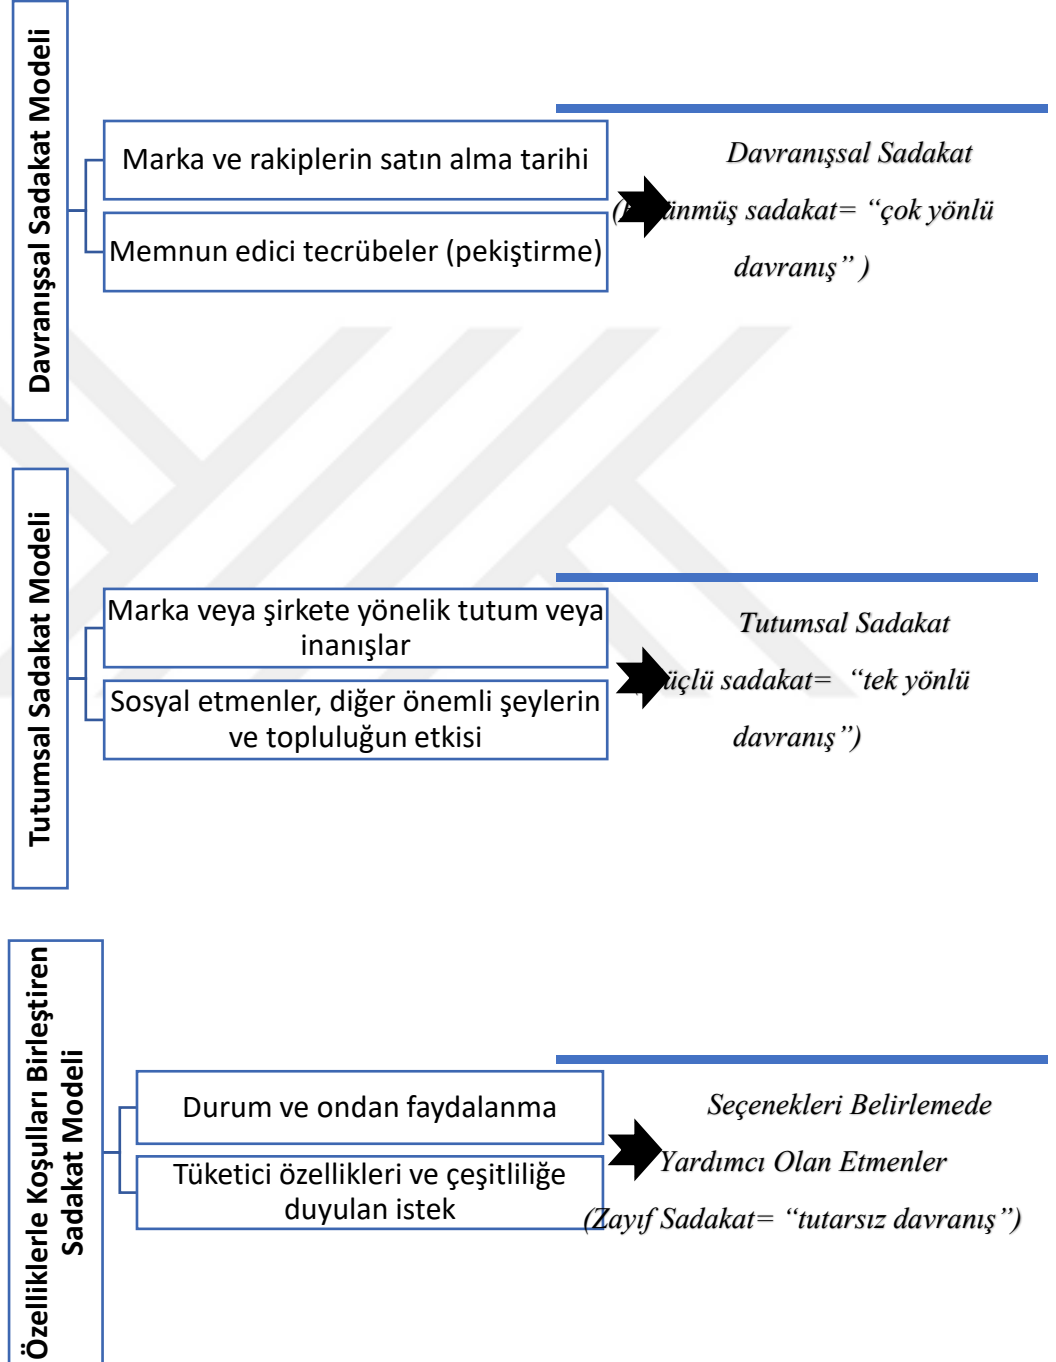 Davranışsal Sadakat Modeli
Marka ve rakiplerin satın alma tarihi
Memnun edici tecrübeler (pekiştirme)
Davranışsal Sadakat
sadakat= “çok yönlü
davranış” )
Tutumsal Sadakat Modeli
Marka veya şirkete yönelik tutum veya
inanışlar
Sosyal etmenler, diğer önemli şeylerin
ve topluluğun etkisi
Tutumsal Sadakat
sadakat= “tek yönlü
davranış”)
Özelliklerle Koşulları Birleştiren
Sadakat Modeli
Durum ve ondan faydalanma
Tüketici özellikleri ve çeşitliliğe
duyulan istek
Seçenekleri Belirlemede
Yardımcı Olan Etmenler
(Zayıf Sadakat= “tutarsız davranış”)